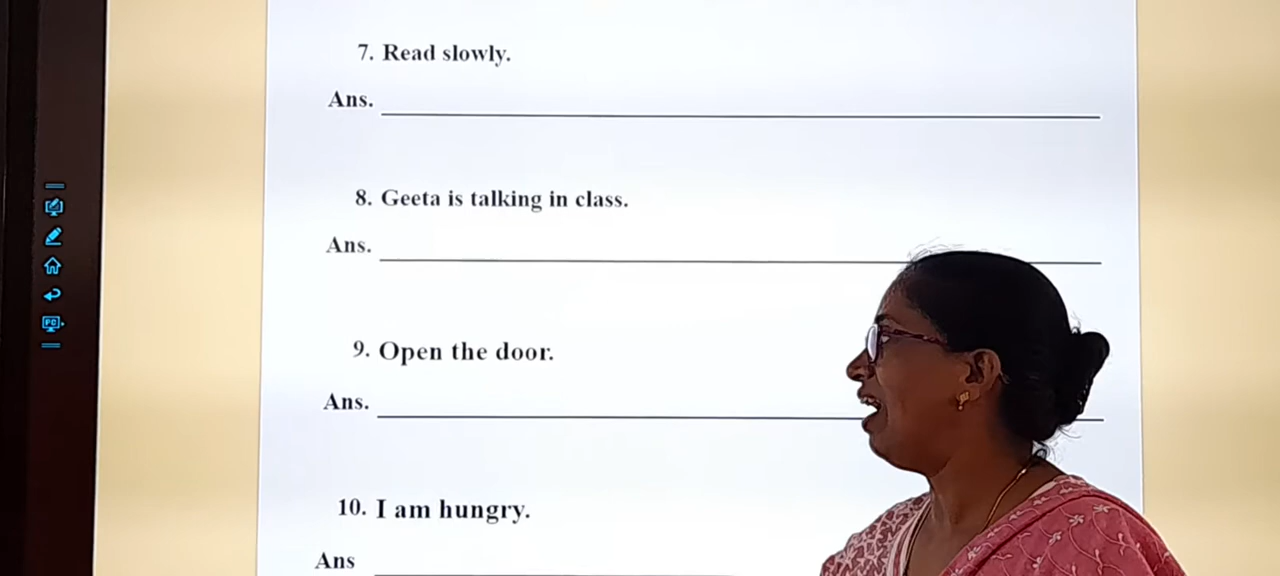 7. Read slowly.
Ans.
8. Geeta is talking in class.
Ans.
9. Open the door.
Ans.
10. I am hungry.
Ans